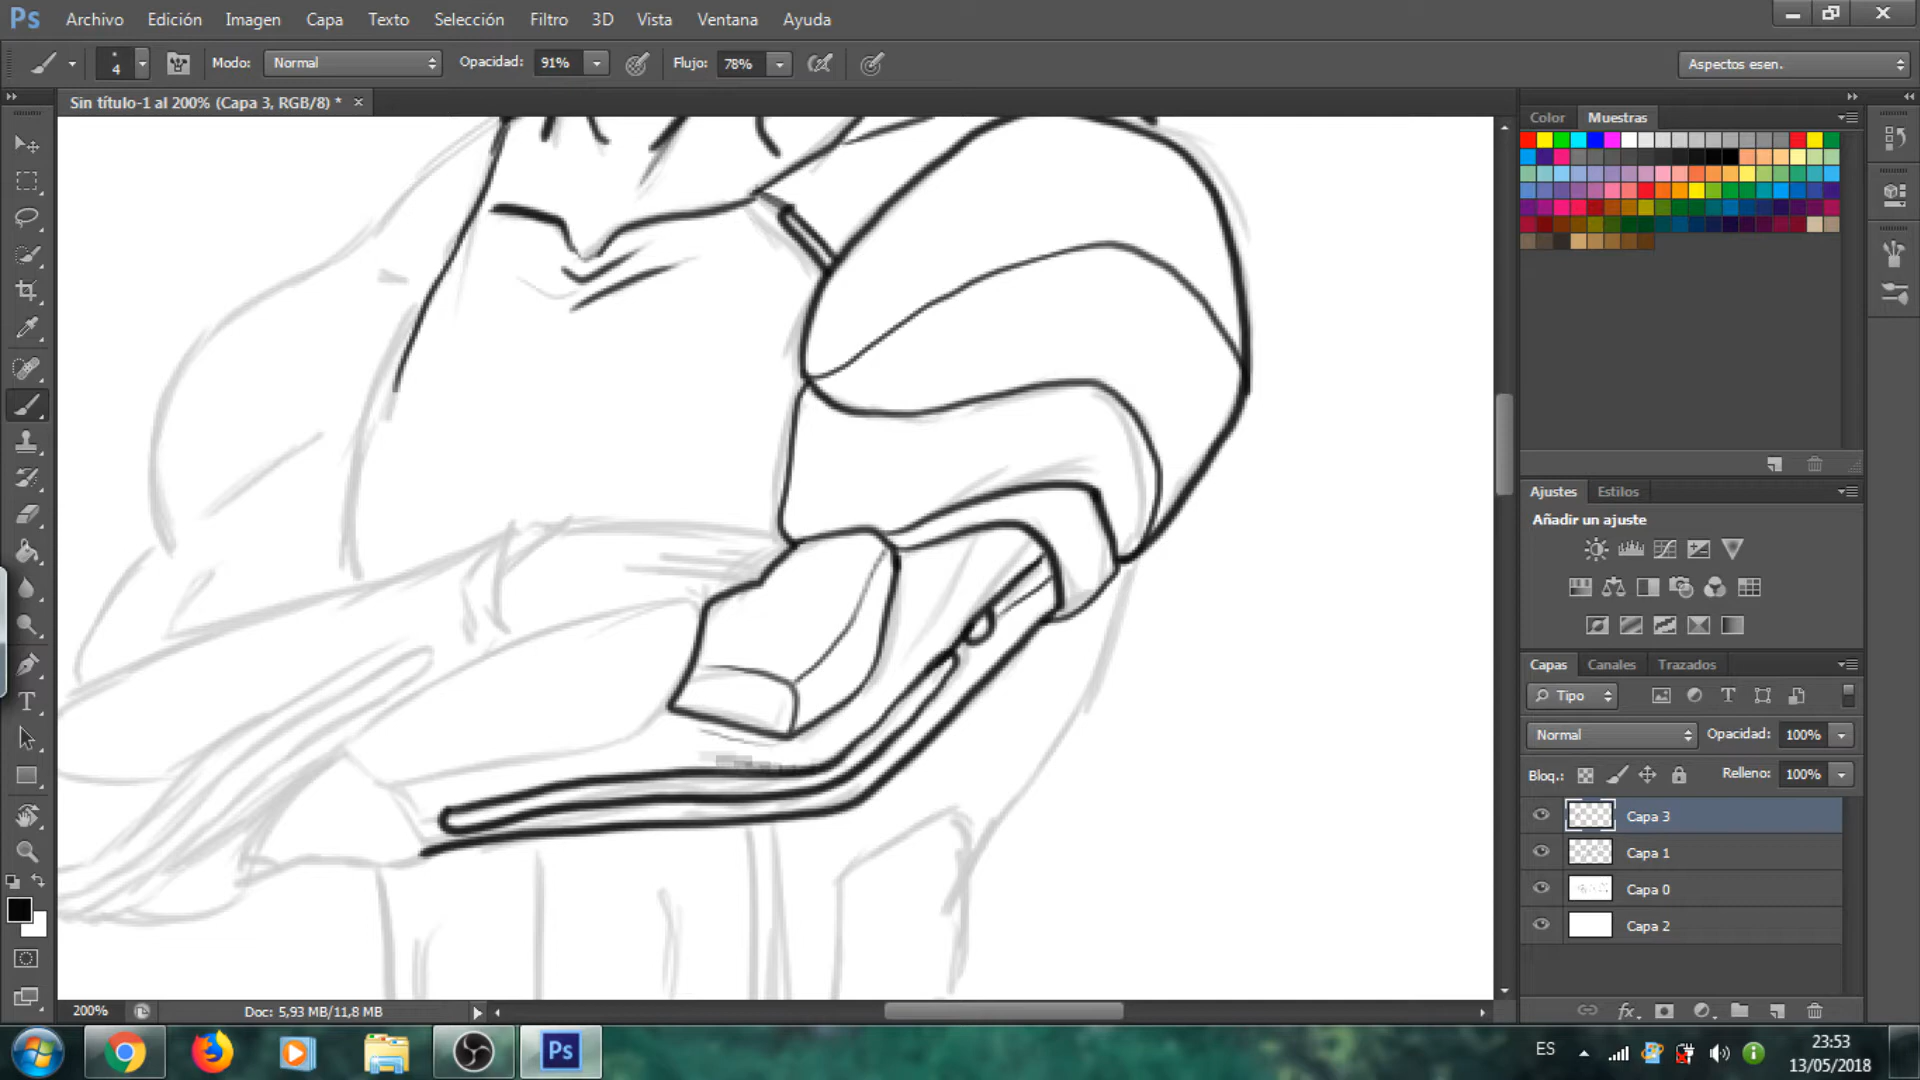 Ps Archivo Edición Imagen Capa Texto Selección Filtro 3D Vista Ventana Ayuda
4 Modo: Normal Opacidad: 91% Flujo: 78% Aspectos esen.
Sin título-1 al 200% (Capa 3, RGB/8) *
Color Muestras
Ajustes Estilos
Añadir un ajuste
Capas Canales Trazados
Tipo
Normal Opacidad: 100%
Bloq.: Relleno: 100%
Capa 3
Capa 1
Capa 0
Capa 2
T
fx
200% Doc: 5,93 MB/11,8 MB
Ps
ES
23:53
13/05/2018